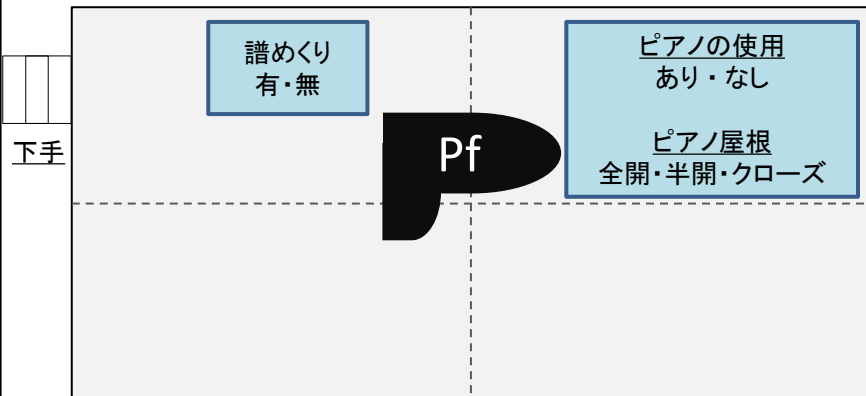 譜めくり
有・無
ピアノの使用
あり・なし
ピアノ屋根
全開・半開・クローズ
下手
Pf